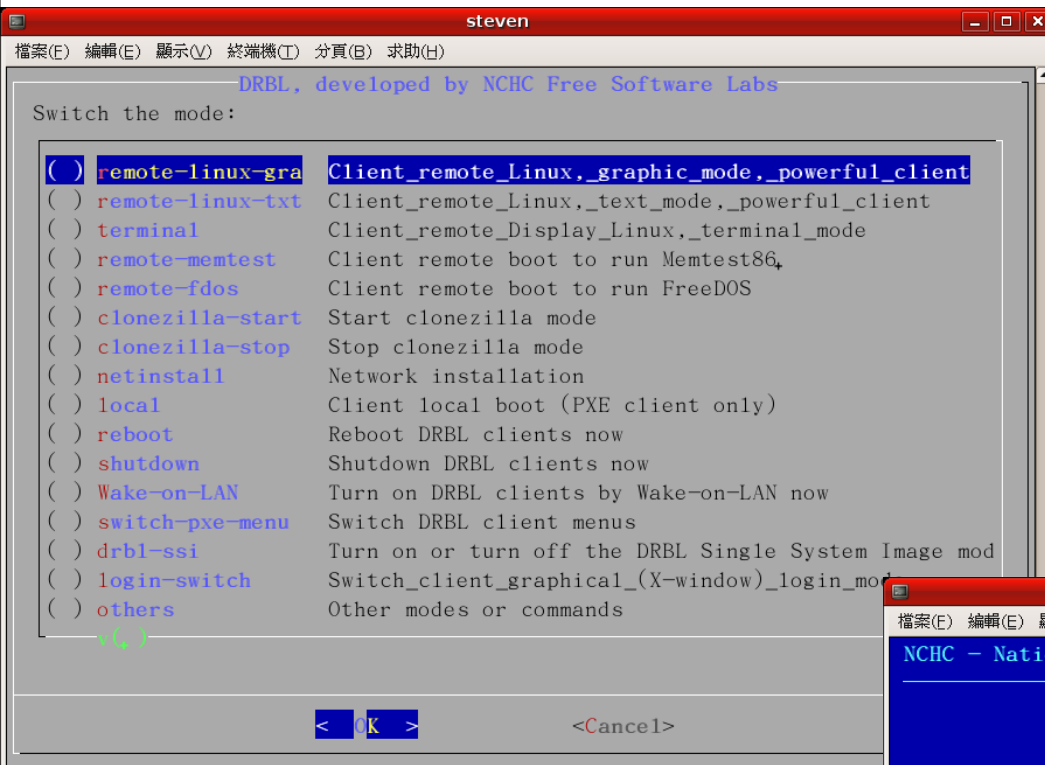 steven
檔案(F) 編輯(E) 顯示(V) 終端機(T) 分頁(B) 求助(H)
DRBL, developed by NCHC Free Software Labs
Switch the mode:
( ) remote-linux-gra Client_remote_Linux,_graphic_mode,_powerful_client
( ) remote-linux-txt Client_remote_Linux,_text_mode,_powerful_client
( ) terminal Client_remote_Display_Linux,_terminal_mode
( ) remote-memtest Client remote boot to run Memtest86+
( ) remote-fdos Client remote boot to run FreeDOS
( ) clonezilla-start Start clonezilla mode
( ) clonezilla-stop Stop clonezilla mode
( ) netinstall Network installation
( ) local Client local boot (PXE client only)
( ) reboot Reboot DRBL clients now
( ) shutdown Shutdown DRBL clients now
( ) Wake-on-LAN Turn on DRBL clients by Wake-on-LAN now
( ) switch-pxe-menu Switch DRBL client menus
( ) drbl-ssi Turn on or turn off the DRBL Single System Image mod
( ) login-switch Switch_client_graphical_(X-window)_login_mode
( ) others Other modes or commands
v(+)
檔案(F) 編輯(E)
NCHC - Nati
< OK > <Cancel>